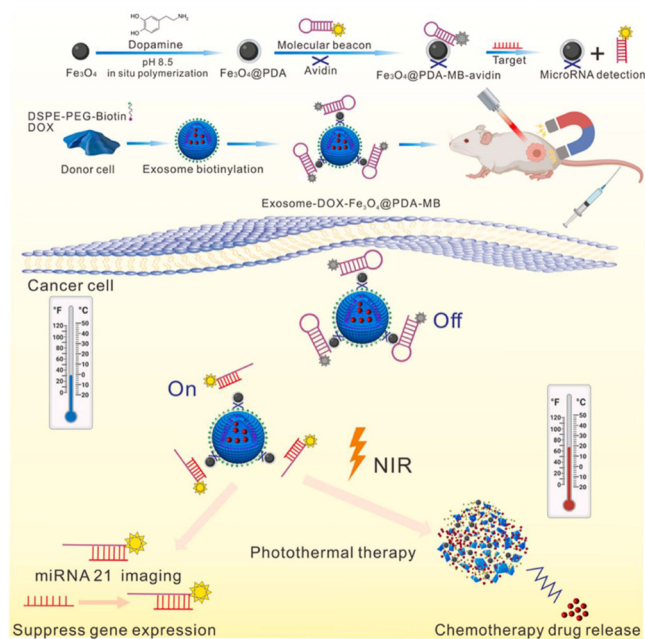 HO
HO
NH₂
Dopamine
Molecular beacon
Target
pH 8.5
in situ polymerization
Avidin
Fe₃O₄
Fe₃O₄@PDA
Fe₃O₄@PDA-MB-avidin
MicroRNA detection
DSPE-PEG-Biotin
DOX
Donor cell
Exosome biotinylation
Exosome-DOX-Fe₃O₄@PDA-MB
Cancer cell
°F °C
120 50
100 40
80 30
60 20
40 10
20 0
0 10
20
Off
On
°F °C
120 50
100 40
80 30
60 20
40 10
20 0
0 10
20
NIR
Photothermal therapy
miRNA 21 imaging
Suppress gene expression
Chemotherapy drug release